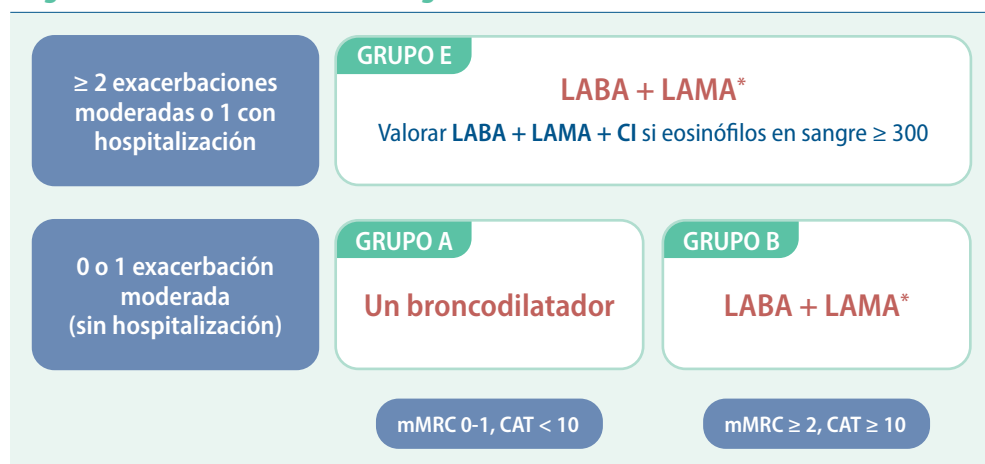 ≥ 2 exacerbaciones
moderadas o 1 con
hospitalización
GRUPO E
LABA + LAMA*
Valorar LABA + LAMA + CI si eosinófilos en sangre ≥ 300
0 o 1 exacerbación
moderada
(sin hospitalización)
GRUPO A
Un broncodilatador
GRUPO B
LABA + LAMA*
mMRC 0-1, CAT < 10
mMRC ≥ 2, CAT ≥ 10